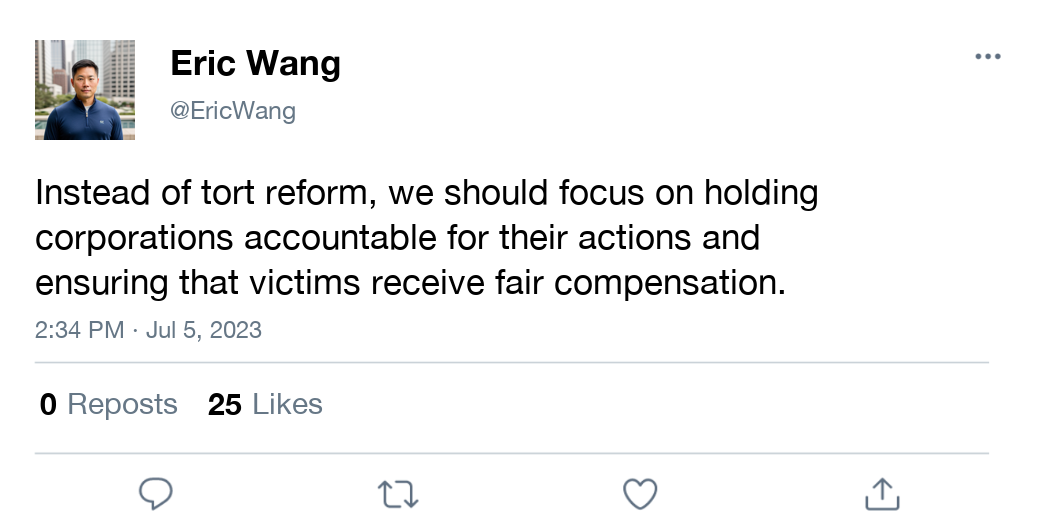 Eric Wang
@EricWang
Instead of tort reform, we should focus on holding
corporations accountable for their actions and
ensuring that victims receive fair compensation.
2:34 PM · Jul 5, 2023
0 Reposts 25 Likes